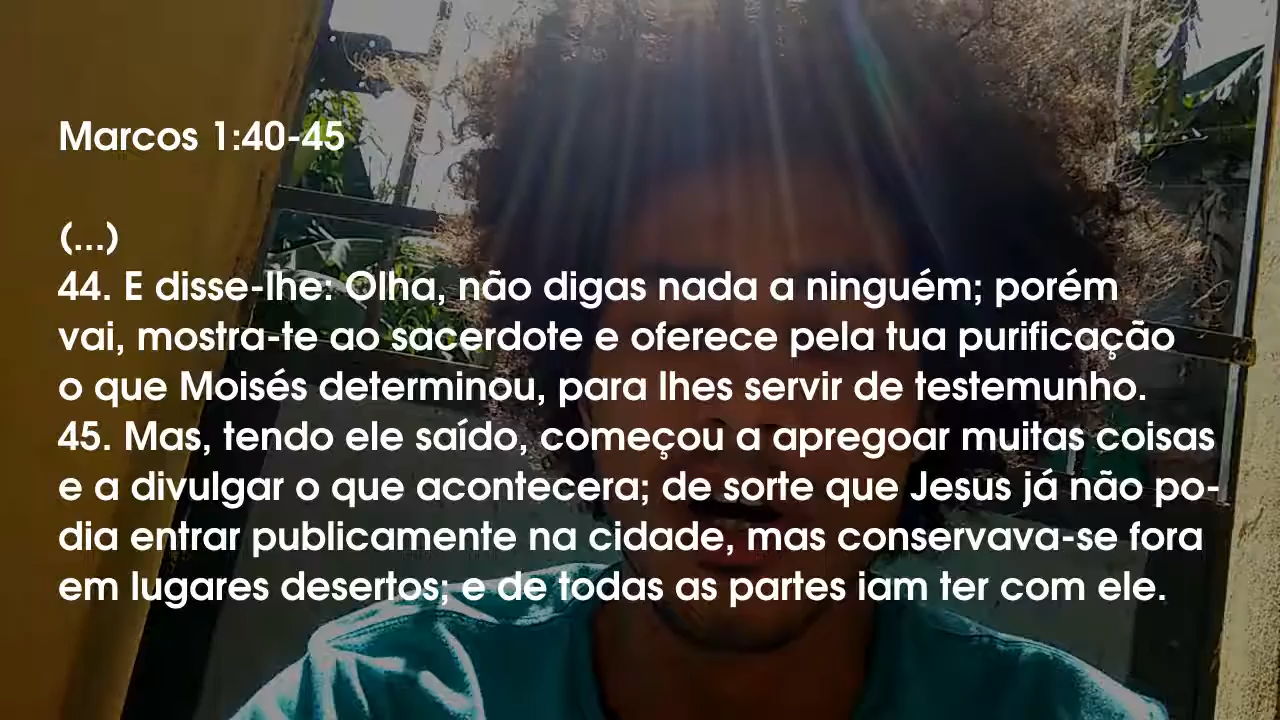 Marcos 1:40-45
(...)
44. E disse-lhe: Olha, não digas nada a ninguém; porém
vai, mostra-te ao sacerdote e oferece pela tua purificação
o que Moisés determinou, para lhes servir de testemunho.
45. Mas, tendo ele saído, começou a apregoar muitas coisas
e a divulgar o que acontecera; de sorte que Jesus já não po-
dia entrar publicamente na cidade, mas conservava-se fora
em lugares desertos; e de todas as partes iam ter com ele.